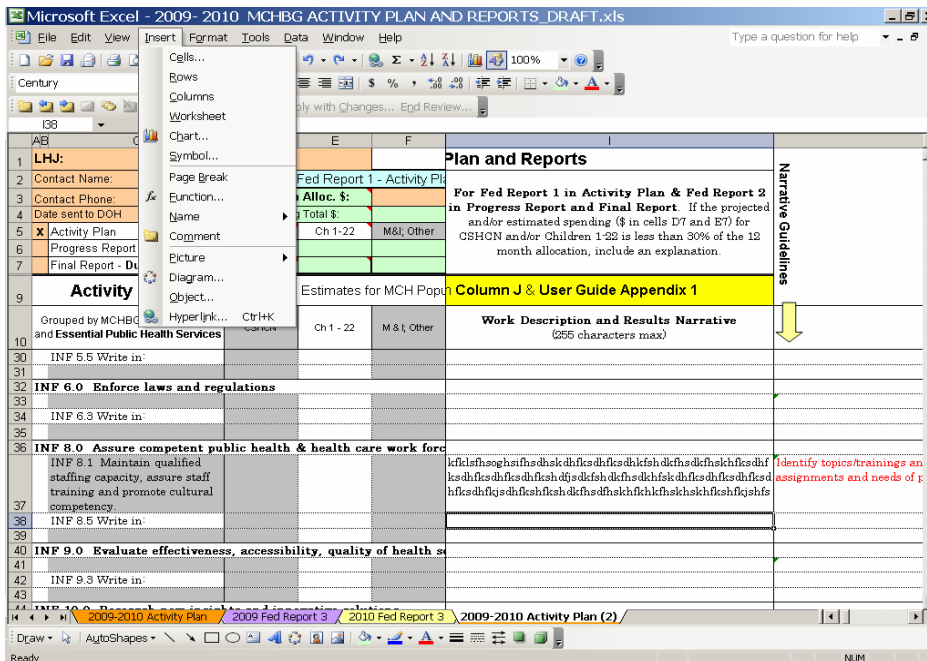 Microsoft Excel - 2009- 2010 MCHBG ACTIVITY PLAN AND REPORTS_DRAFT.xls
File Edit View Insert Format Tools Data Window Help Type a question for help
100%
Century $ % ,
ply with Changes... End Review...
I38
Cells...
Rows
Columns
Worksheet
Chart...
Symbol...
Page Break
Function...
Name
Comment
Picture
Diagram...
Object...
Hyperlink... Ctrl+K
AB C E F I
1 LHJ: Plan and Reports
2 Contact Name: Fed Report 1 - Activity Pla
3 Contact Phone: Alloc. $:
4 Date sent to DOH Total $:
5 X Activity Plan Ch 1-22 M&I; Other
6 Progress Report
7 Final Report - Du
For Fed Report 1 in Activity Plan & Fed Report 2
in Progress Report and Final Report. If the projected
and/or estimated spending ($ in cells D7 and E7) for
CSHCN and/or Children 1-22 is less than 30% of the 12
month allocation, include an explanation.
Narrative Guidelines
9 Activity Estimates for MCH Popu Column J & User Guide Appendix 1
10 Grouped by MCHBG
and Essential Public Health Services
CSHCN Ch 1 - 22 M & I; Other
Work Description and Results Narrative
(255 characters max)
30 INF 5.5 Write in:
31
32 INF 6.0 Enforce laws and regulations
33
34 INF 6.3 Write in:
35
36 INF 8.0 Assure competent public health & health care work forc
37 INF 8.1 Maintain qualified
staffing capacity, assure staff
training and promote cultural
competency.
Identify topics/trainings an
assignments and needs of p
38 INF 8.5 Write in:
39
40 INF 9.0 Evaluate effectiveness, accessibility, quality of health se
41
42 INF 9.3 Write in:
43
44 INF 10.0 Research new insights and innovative solutions
2009-2010 Activity Plan 2009 Fed Report 3 2010 Fed Report 3 2009-2010 Activity Plan (2)
Draw AutoShapes
Ready NUM